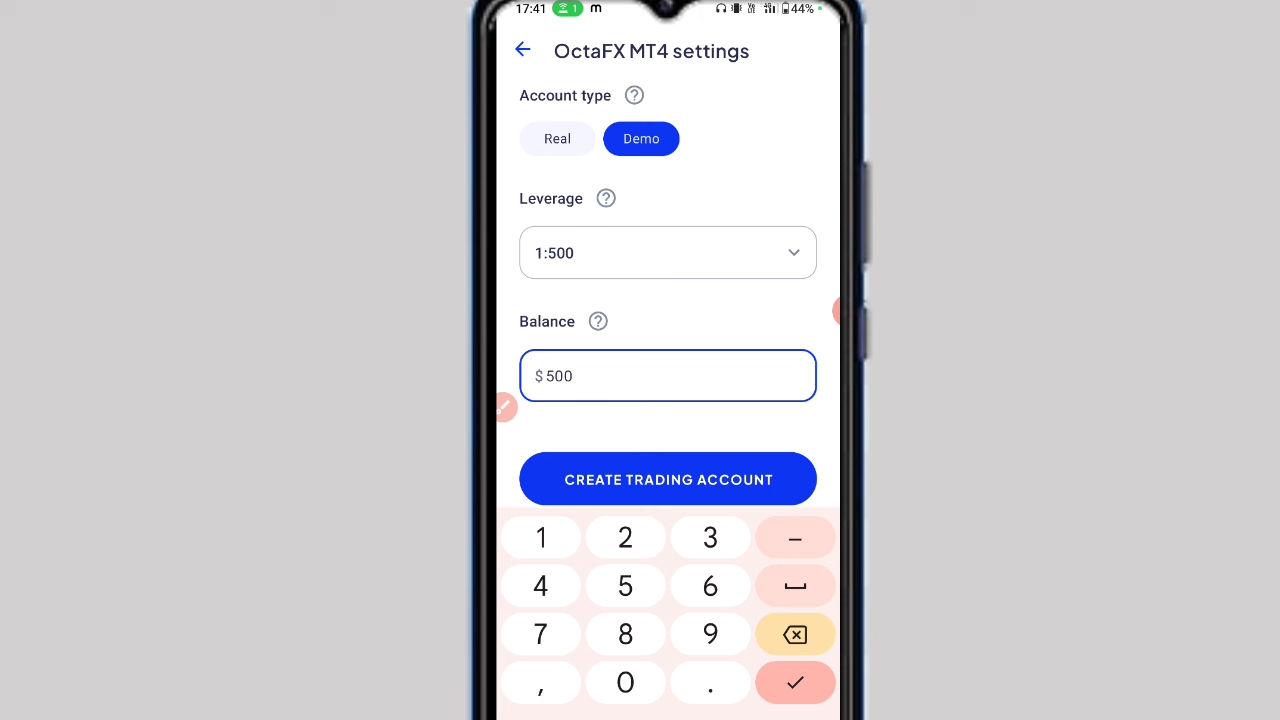 17:41 1 m 44%
OctaFX MT4 settings
Account type ?
Real Demo
Leverage ?
1:500
Balance ?
$ 500
CREATE TRADING ACCOUNT
1 2 3 –
4 5 6
7 8 9
, 0 .